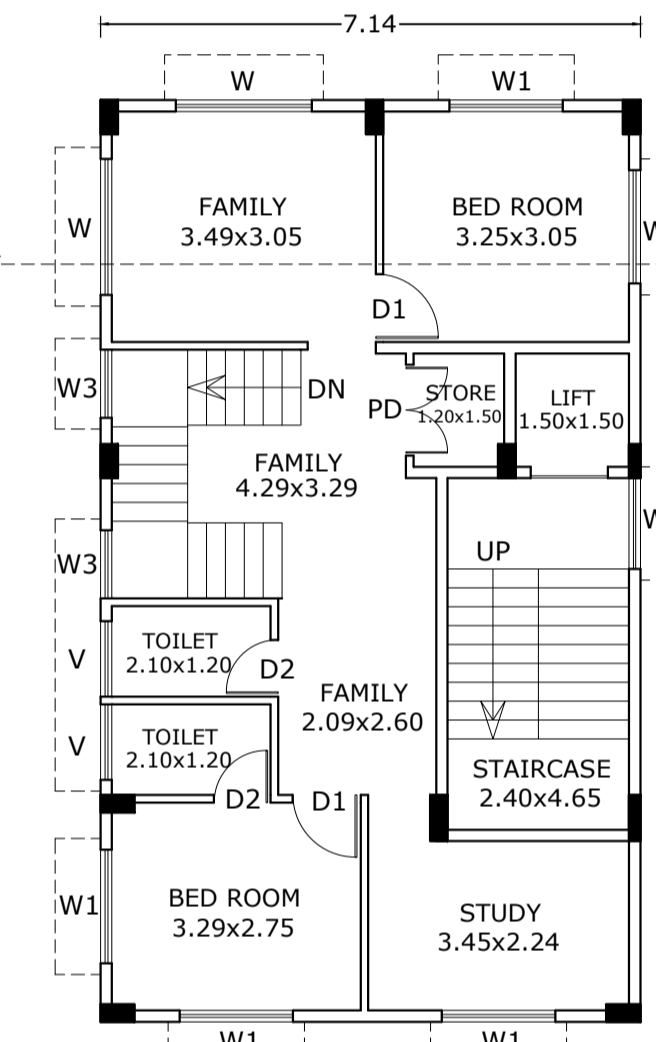 7.14
W
W1
FAMILY
3.49x3.05
BED ROOM
3.25x3.05
W
W
D1
W3
DN
PD
STORE
1.20x1.50
LIFT
1.50x1.50
FAMILY
4.29x3.29
W
UP
W3
TOILET
2.10x1.20
D2
V
FAMILY
2.09x2.60
V
TOILET
2.10x1.20
STAIRCASE
2.40x4.65
D2
D1
W1
BED ROOM
3.29x2.75
STUDY
3.45x2.24
W1
W1